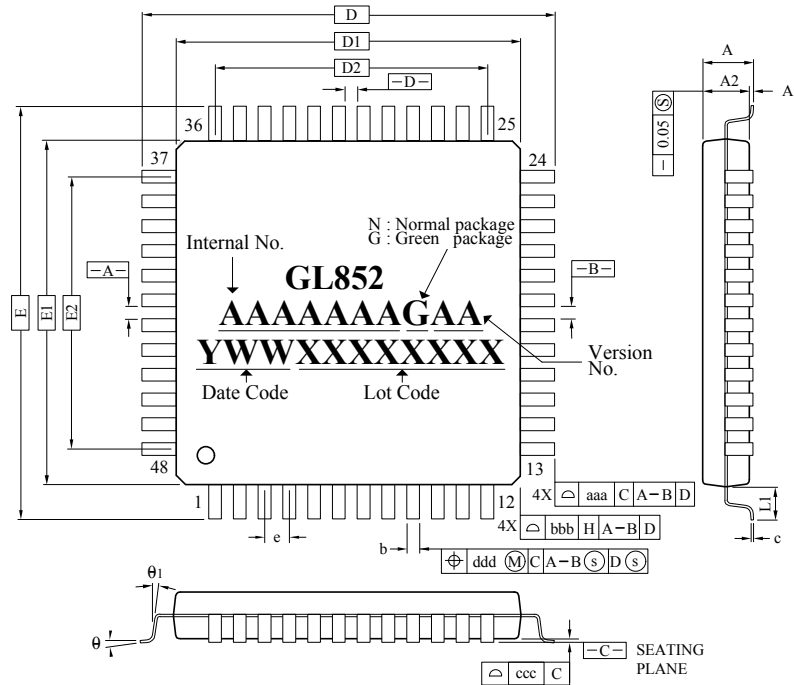 D
D1
D2
−D−
A
A2
A
− 0.05 S
36
25
37
24
N : Normal package
G : Green package
Internal No.
GL852
−A−
−B−
E
E1
E2
AAAAAAAGAA
YWWXXXXXXXX
Version
No.
Date Code
Lot Code
48
13
1
12
4X ⌓ aaa C A−B D
4X ⌓ bbb H A−B D
e
b
⌖ ddd Ⓜ C A−B ⓢ D ⓢ
L1
c
θ1
θ
−C−
SEATING
PLANE
⌓ ccc C